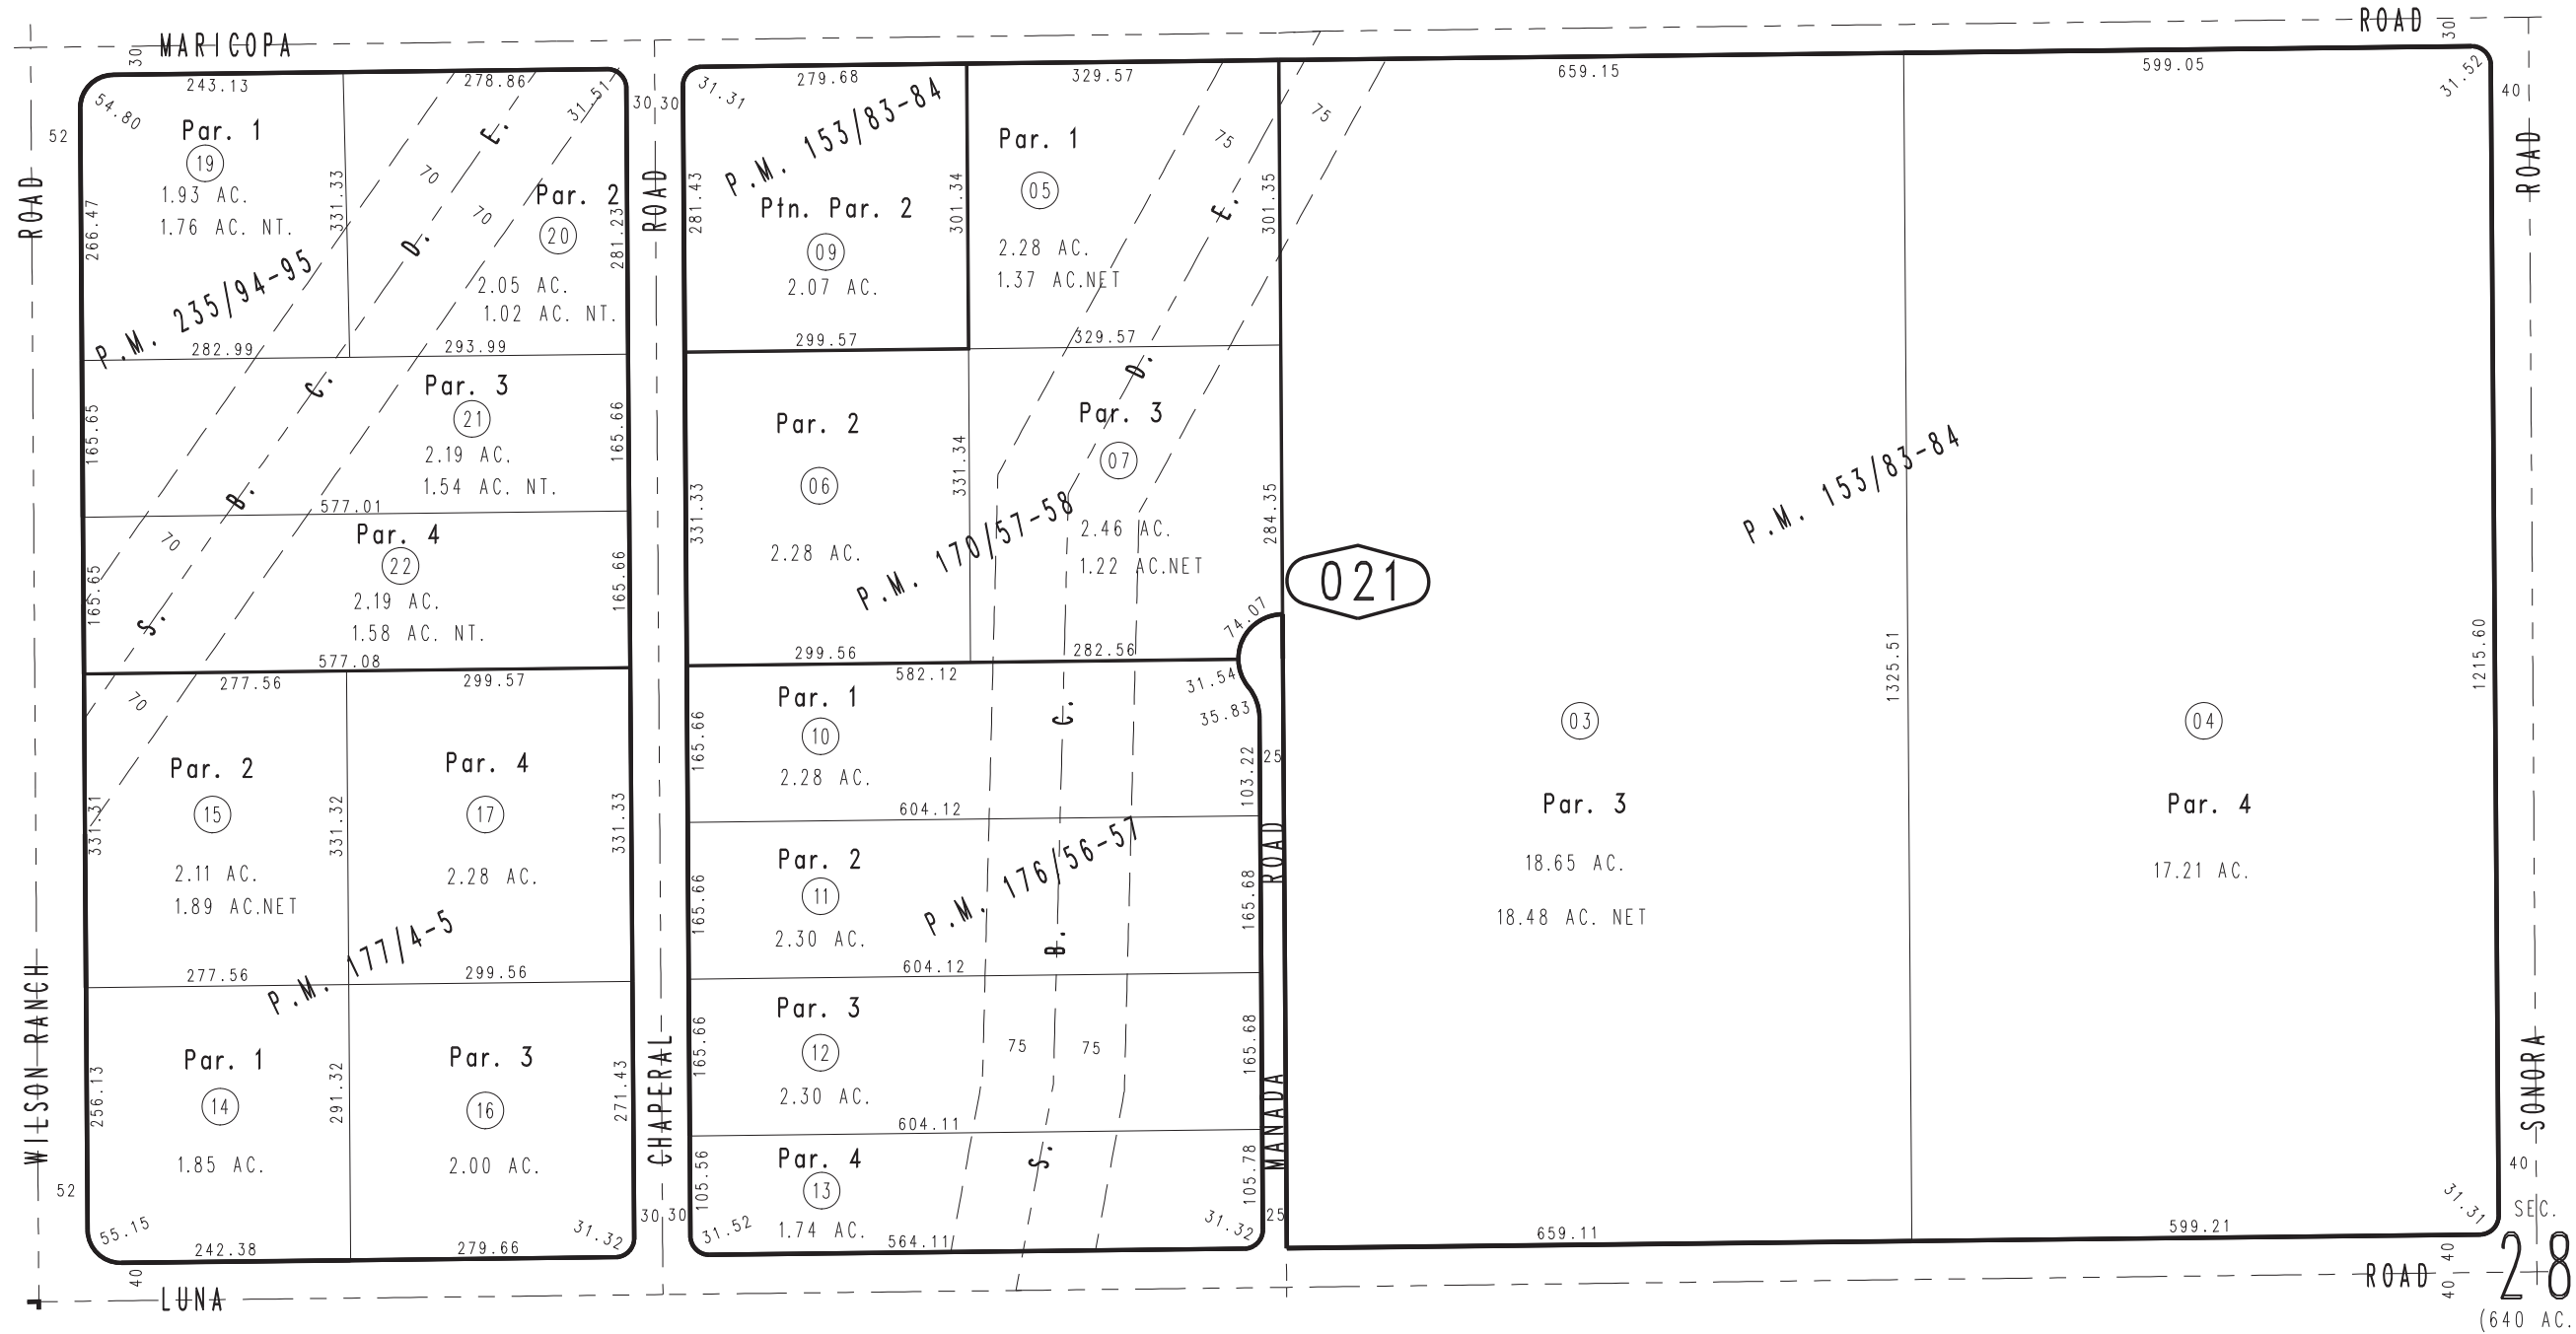 MARICOPA
ROAD
30
30
243.13
278.86
54.80
31.51
Par. 1
19
1.93 AC.
1.76 AC. NT.
331.33
266.47
52
ROAD
70
70
S. B. C. D. E.
Par. 2
20
281.23
2.05 AC.
1.02 AC. NT.
P.M. 235/94-95
282.99
293.99
Par. 3
21
2.19 AC.
1.54 AC. NT.
165.65
165.66
577.01
Par. 4
22
2.19 AC.
1.58 AC. NT.
70
165.65
165.66
577.08
277.56
299.57
70
Par. 2
15
2.11 AC.
1.89 AC.NET
331.31
331.32
Par. 4
17
2.28 AC.
331.33
P.M. 177/4-5
277.56
299.56
Par. 1
14
1.85 AC.
256.13
291.32
Par. 3
16
2.00 AC.
271.43
55.15
242.38
279.66
31.32
WILSON RANCH
52
40
LUNA
30 30
ROAD
CHAPERAL
30 30
31.31
279.68
P.M. 153/83-84
Ptn. Par. 2
09
2.07 AC.
281.43
301.34
299.57
329.57
Par. 1
05
2.28 AC.
1.37 AC.NET
75
75
301.35
329.57
S. B. C. D. E.
Par. 2
06
2.28 AC.
331.33
331.34
299.56
Par. 3
07
2.46 AC.
1.22 AC.NET
284.35
P.M. 170/57-58
282.56
74.07
582.12
31.54
35.83
Par. 1
10
2.28 AC.
165.66
103.22
25
604.12
Par. 2
11
2.30 AC.
165.66
165.68
P.M. 176/56-57
604.12
Par. 3
12
2.30 AC.
165.66
75
75
165.68
604.11
Par. 4
13
1.74 AC.
105.56
105.78
31.52
564.11
31.32
ROAD
MANADA
25
021
659.15
599.05
31.52
40
ROAD
P.M. 153/83-84
1325.51
1215.60
03
Par. 3
18.65 AC.
18.48 AC. NET
04
Par. 4
17.21 AC.
659.11
599.21
31.31
SONORA
40
SEC.
28
(640 AC.
40
40
ROAD